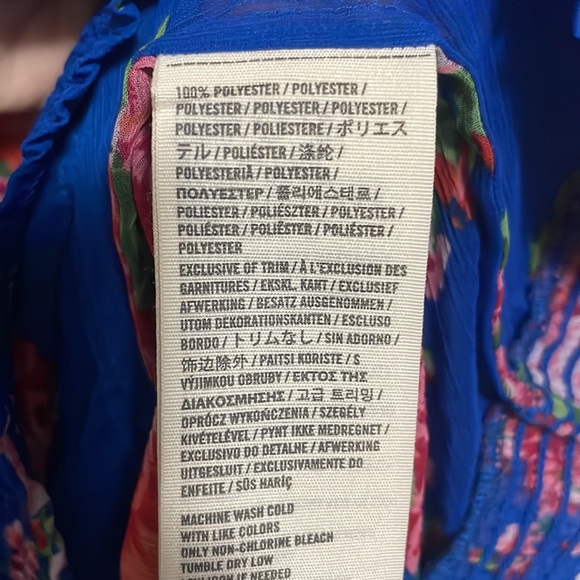 100% POLYESTER / POLYESTER /
POLYESTER / POLYESTER / POLYESTER /
POLYESTER / POLIESTERE / ポリエス
テル / POLIÉSTER / 涤纶 /
POLYESTERIÄ / POLYESTER /
ΠΟΛΥΕΣΤΕΡ / 폴리에스테르 /
POLIESTER / POLIÉSZTER / POLYESTER /
POLIÉSTER / POLIÉSTER / POLIÉSTER /
POLYESTER
EXCLUSIVE OF TRIM / À L'EXCLUSION DES
GARNITURES / EKSKL. KANT / EXCLUSIEF
AFWERKING / BESATZ AUSGENOMMEN /
UTOM DEKORATIONSKANTEN / ESCLUSO
BORDO / トリムなし / SIN ADORNO /
饰边除外 / PAITSI KORISTE / S
VÝJIMKOU OBRUBY / ΕΚΤΟΣ ΤΗΣ
ΔΙΑΚΟΣΜΗΣΗΣ / 고급 트리밍 /
OPRÓCZ WYKOŃCZENIA / SZEGÉLY
KIVÉTELÉVEL / PYNT IKKE MEDREGNET /
EXCLUSIVO DO DETALHE / AFWERKING
UITGESLUIT / EXCLUSIVAMENTE DO
ENFEITE / SÜS HARİÇ
MACHINE WASH COLD
WITH LIKE COLORS
ONLY NON-CHLORINE BLEACH
TUMBLE DRY LOW
IF NEEDED